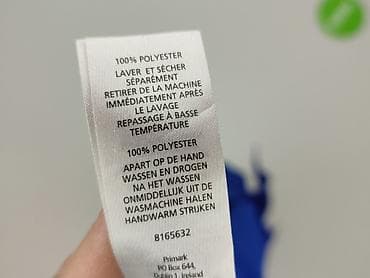 100% POLYESTER
LAVER ET SÉCHER
SÉPARÉMENT
RETIRER DE LA MACHINE
IMMÉDIATEMENT APRÈS
LE LAVAGE
REPASSAGE À BASSE
TEMPÉRATURE
100% POLYESTER
APART OP DE HAND
WASSEN EN DROGEN
NA HET WASSEN
ONMIDDELLIJK UIT DE
WASMACHINE HALEN
HANDWARM STRIJKEN
8165632
Primark
PO Box 644,
Dublin 1, Ireland